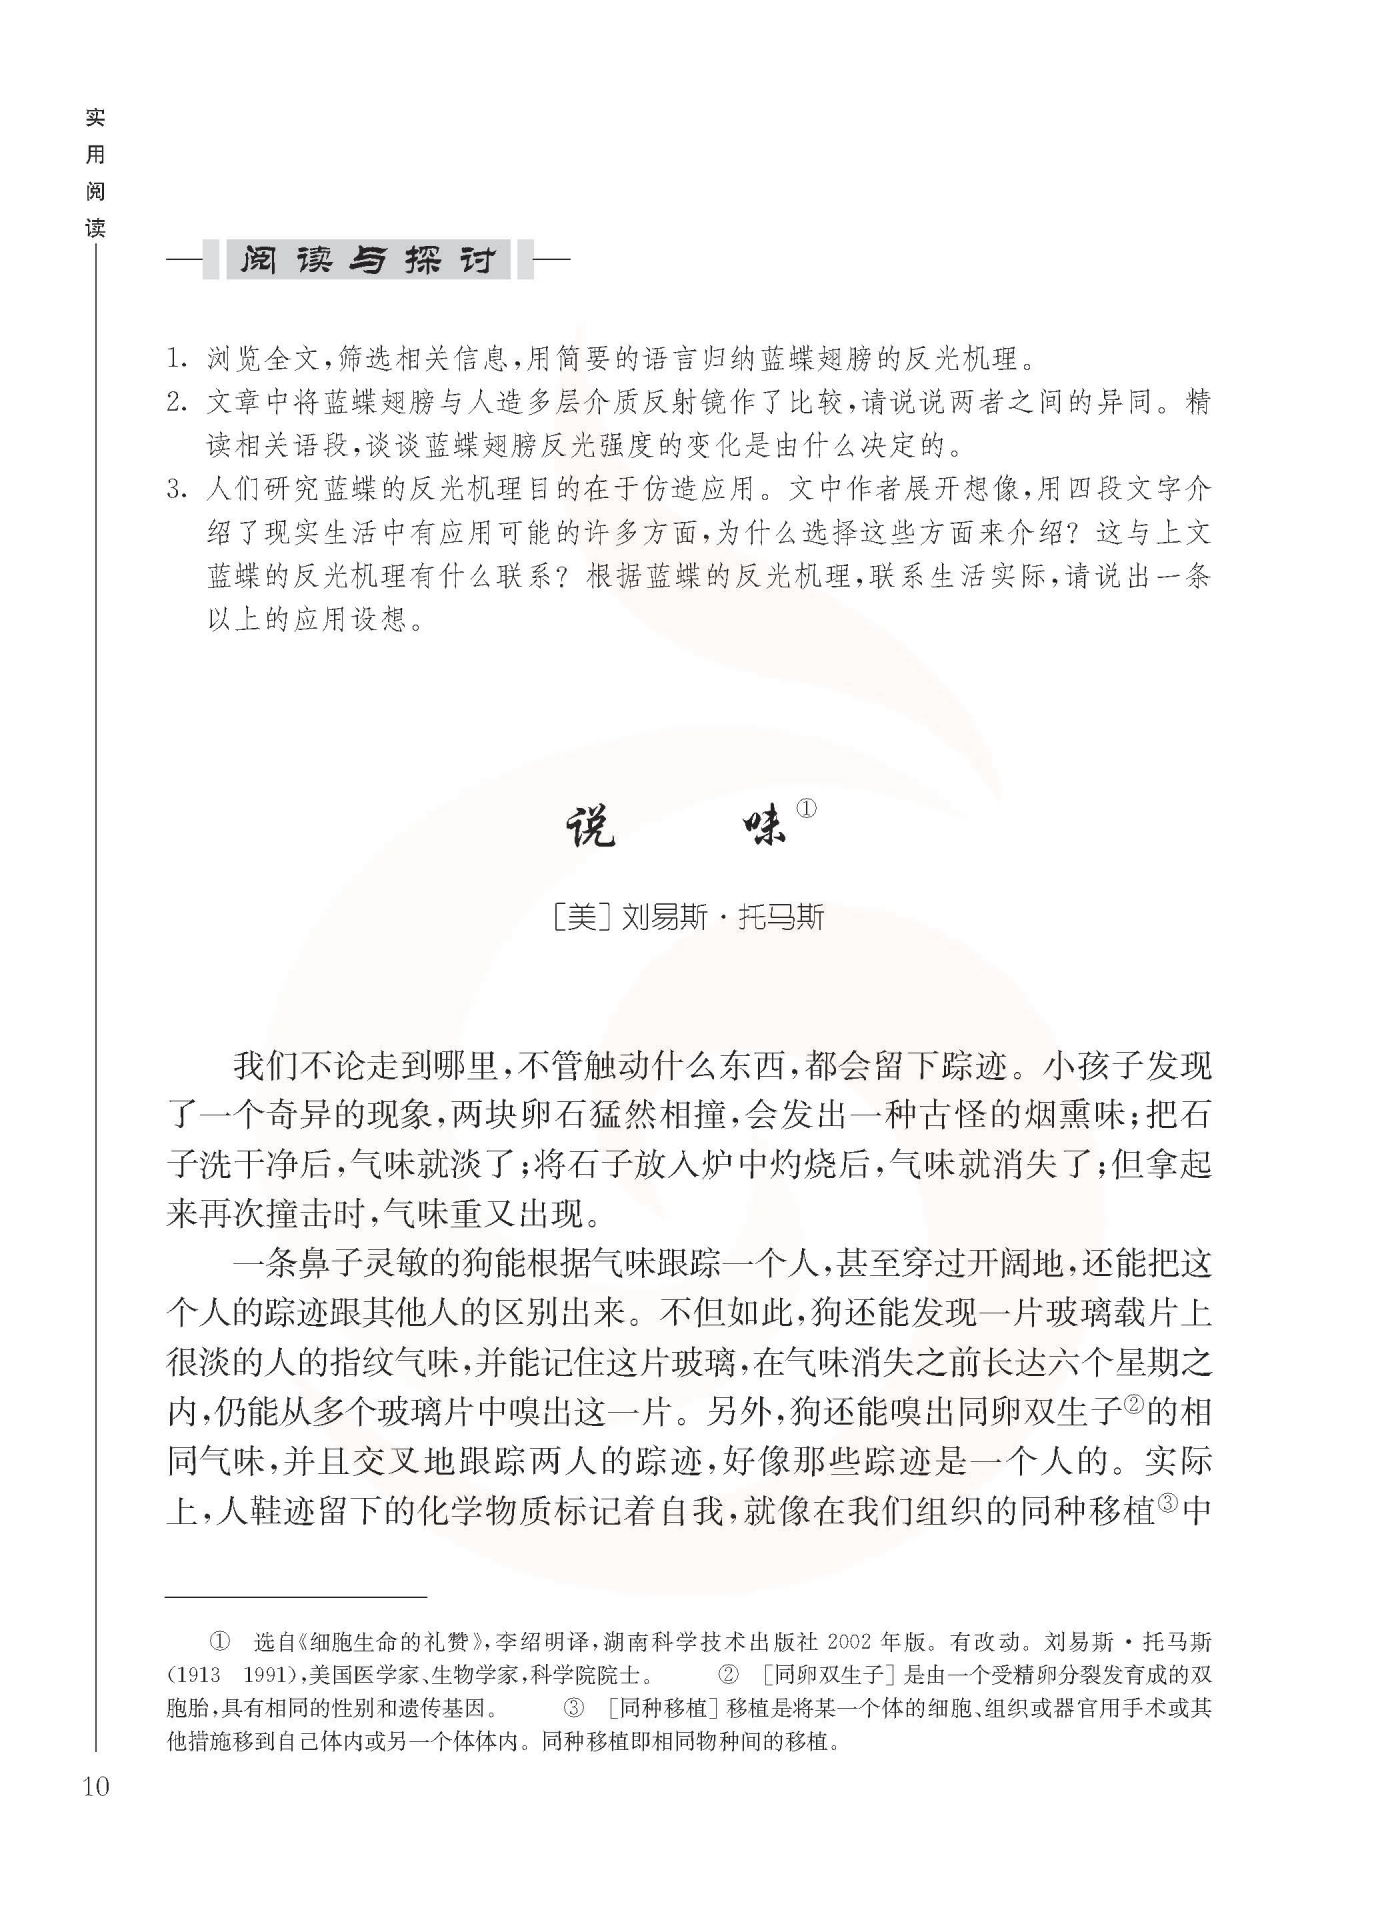 实用阅读
阅读与探讨
1. 浏览全文,筛选相关信息,用简要的语言归纳蓝蝶翅膀的反光机理。
2. 文章中将蓝蝶翅膀与人造多层介质反射镜作了比较,请说说两者之间的异同。精
读相关语段,谈谈蓝蝶翅膀反光强度的变化是由什么决定的。
3. 人们研究蓝蝶的反光机理目的在于仿造应用。文中作者展开想像,用四段文字介
绍了现实生活中有应用可能的许多方面,为什么选择这些方面来介绍? 这与上文
蓝蝶的反光机理有什么联系? 根据蓝蝶的反光机理,联系生活实际,请说出一条
以上的应用设想。
说 味①
[美] 刘易斯·托马斯
我们不论走到哪里,不管触动什么东西,都会留下踪迹。小孩子发现
了一个奇异的现象,两块卵石猛然相撞,会发出一种古怪的烟熏味;把石
子洗干净后,气味就淡了;将石子放入炉中灼烧后,气味就消失了;但拿起
来再次撞击时,气味重又出现。
一条鼻子灵敏的狗能根据气味跟踪一个人,甚至穿过开阔地,还能把这
个人的踪迹跟其他人的区别出来。不但如此,狗还能发现一片玻璃载片上
很淡的人的指纹气味,并能记住这片玻璃,在气味消失之前长达六个星期之
内,仍能从多个玻璃片中嗅出这一片。另外,狗还能嗅出同卵双生子②的相
同气味,并且交叉地跟踪两人的踪迹,好像那些踪迹是一个人的。实际
上,人鞋迹留下的化学物质标记着自我,就像在我们组织的同种移植③中
① 选自《细胞生命的礼赞》,李绍明译,湖南科学技术出版社 2002 年版。有改动。刘易斯·托马斯
(1913 1991),美国医学家、生物学家,科学院院士。 ② [同卵双生子] 是由一个受精卵分裂发育成的双
胞胎,具有相同的性别和遗传基因。 ③ [同种移植] 移植是将某一个体的细胞、组织或器官用手术或其
他措施移到自己体内或另一个体体内。同种移植即相同物种间的移植。
10